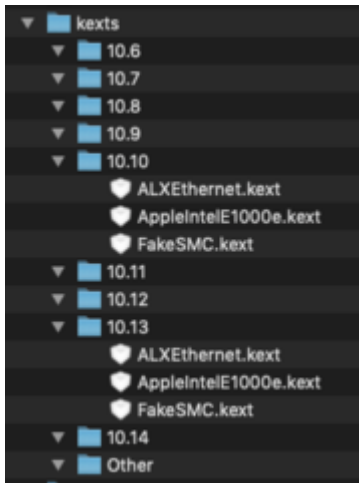 kexts
10.6
10.7
10.8
10.9
10.10
ALXEthernet.kext
AppleIntelE1000e.kext
FakeSMC.kext
10.11
10.12
10.13
ALXEthernet.kext
AppleIntelE1000e.kext
FakeSMC.kext
10.14
Other